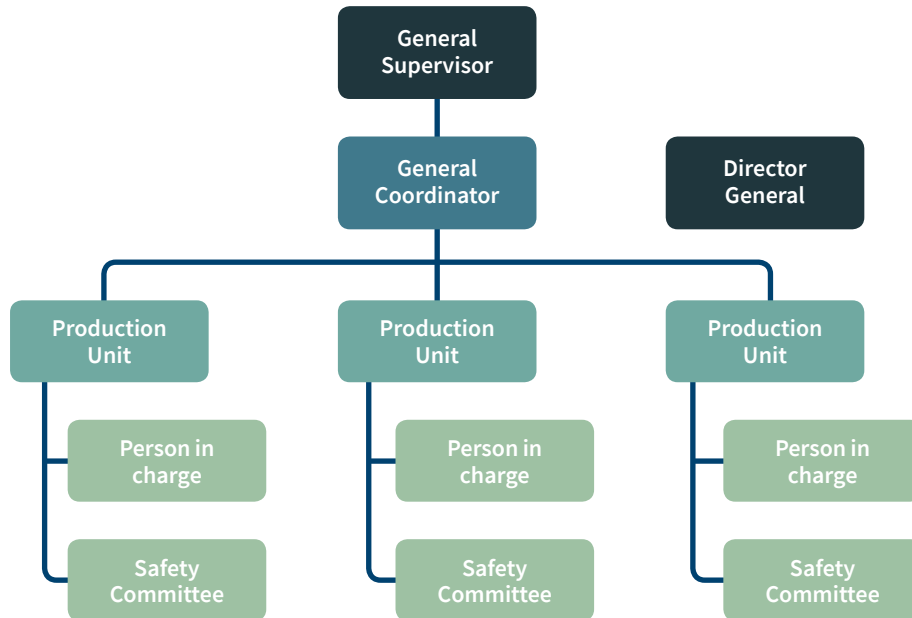 General
Supervisor
General
Coordinator
Director
General
Production
Unit
Production
Unit
Production
Unit
Person in
charge
Person in
charge
Person in
charge
Safety
Committee
Safety
Committee
Safety
Committee